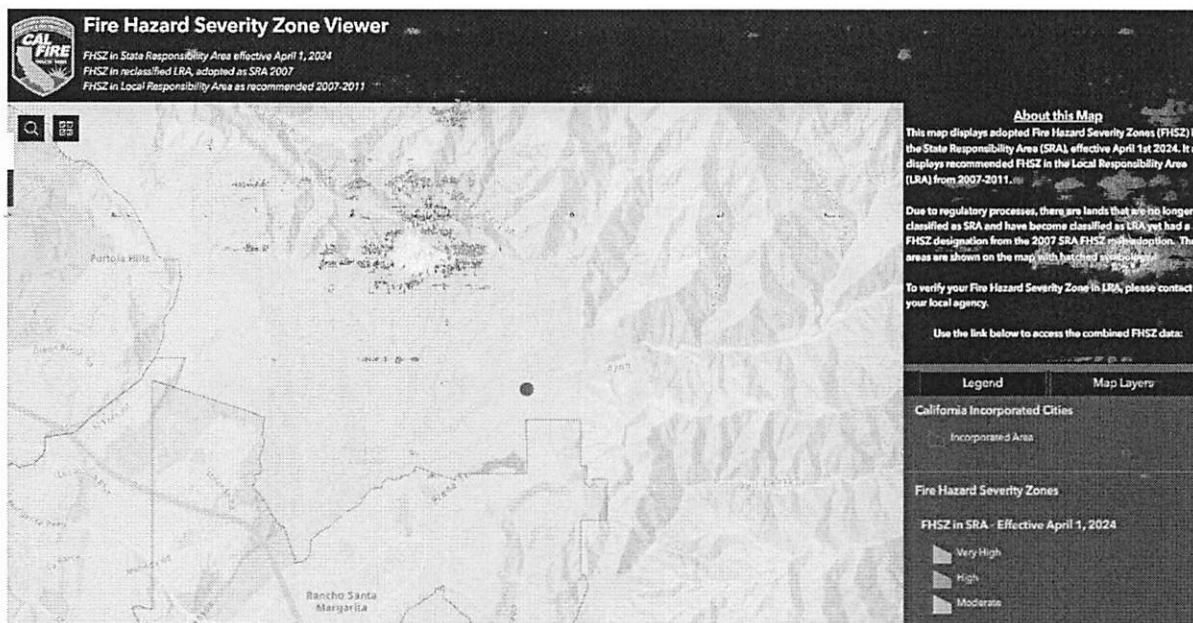 Fire Hazard Severity Zone Viewer
CAL
FIRE
FHSZ in State Responsibility Area effective April 1, 2024
FHSZ in reclassified LRA, adopted as SRA 2007
FHSZ in Local Responsibility Area as recommended 2007-2011
About this Map
This map displays adopted Fire Hazard Severity Zones (FHSZ)
the State Responsibility Area (SRA), effective April 1st 2024. It
displays recommended FHSZ in the Local Responsibility Area
(LRA) from 2007-2011.
Due to regulatory processes, there are lands that are no longer
classified as SRA and have become classified as LRA yet had a
FHSZ designation from the 2007 SRA FHSZ map adoption.
areas are shown on the map with hatched symbology.
To verify your Fire Hazard Severity Zone in LRA, please contact
your local agency.
Use the link below to access the combined FHSZ data:
Legend
Map Layers
California Incorporated Cities
Incorporated Area
Fire Hazard Severity Zones
FHSZ in SRA - Effective April 1, 2024
Very High
High
Moderate
Portola Hills
Rancho Santa
Margarita